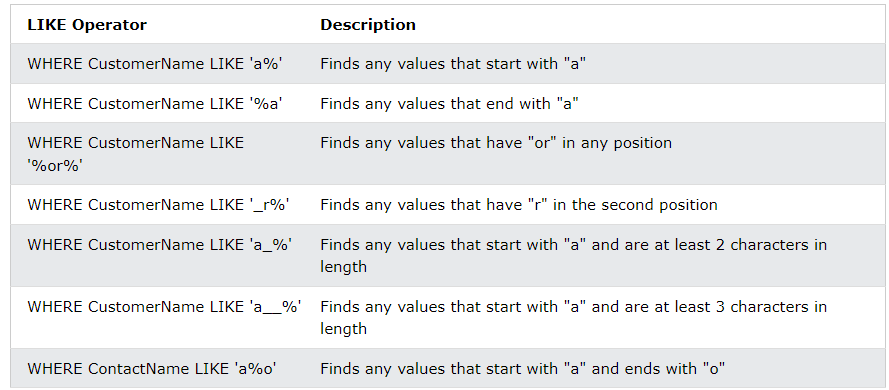 LIKE Operator Description
WHERE CustomerName LIKE 'a%' Finds any values that start with "a"
WHERE CustomerName LIKE '%a' Finds any values that end with "a"
WHERE CustomerName LIKE Finds any values that have "or" in any position
'%or%'
WHERE CustomerName LIKE '_r%' Finds any values that have "r" in the second position
WHERE CustomerName LIKE 'a_%' Finds any values that start with "a" and are at least 2 characters in
length
WHERE CustomerName LIKE 'a__%' Finds any values that start with "a" and are at least 3 characters in
length
WHERE ContactName LIKE 'a%o' Finds any values that start with "a" and ends with "o"